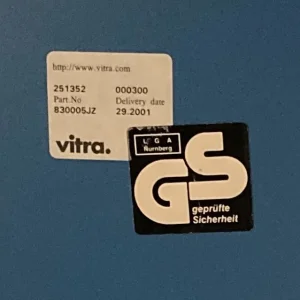 http://www.vitra.com
251352 000300
Part.No Delivery date
830005JZ 29.2001
vitra.
LGA
Nürnberg
GS
geprüfte
Sicherheit